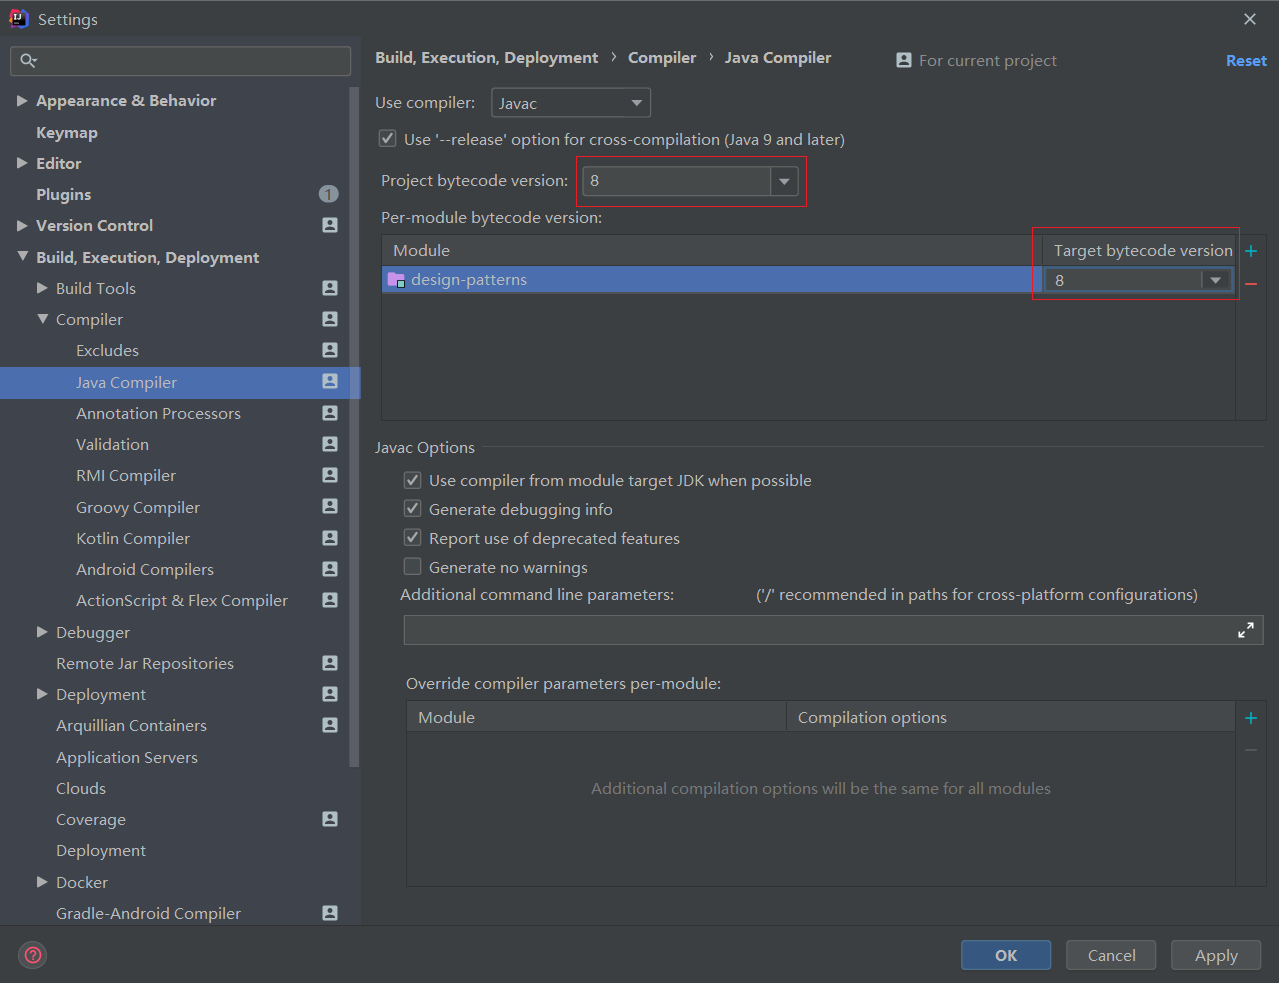 Settings
Appearance & Behavior
Keymap
Editor
Plugins 1
Version Control
Build, Execution, Deployment
Build Tools
Compiler
Excludes
Java Compiler
Annotation Processors
Validation
RMI Compiler
Groovy Compiler
Kotlin Compiler
Android Compilers
ActionScript & Flex Compiler
Debugger
Remote Jar Repositories
Deployment
Arquillian Containers
Application Servers
Clouds
Coverage
Deployment
Docker
Gradle-Android Compiler
Build, Execution, Deployment › Compiler › Java Compiler For current project Reset
Use compiler: Javac
Use '--release' option for cross-compilation (Java 9 and later)
Project bytecode version: 8
Per-module bytecode version:
Module Target bytecode version
design-patterns 8
Javac Options
Use compiler from module target JDK when possible
Generate debugging info
Report use of deprecated features
Generate no warnings
Additional command line parameters: ('/' recommended in paths for cross-platform configurations)
Override compiler parameters per-module:
Module Compilation options
Additional compilation options will be the same for all modules
? OK Cancel Apply